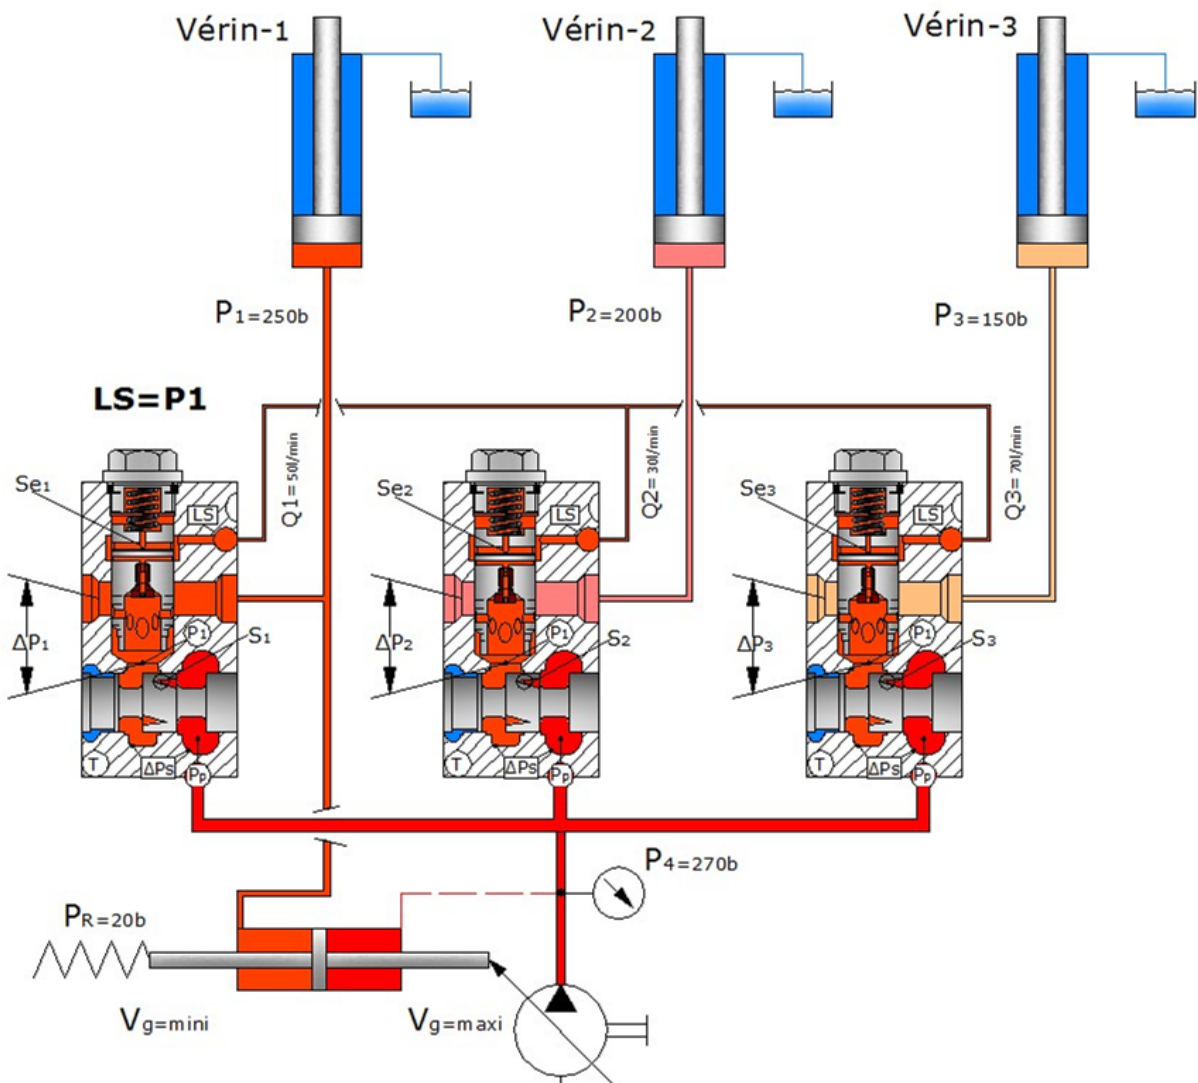 Vérin-1
Vérin-2
Vérin-3
P1=250b
P2=200b
P3=150b
LS=P1
Q1=50l/min
Q2=30l/min
Q3=70l/min
Se1
LS
Se2
LS
Se3
LS
ΔP1
P1
S1
ΔP2
P1
S2
ΔP3
P1
S3
T
ΔPs
Pp
T
ΔPs
Pp
T
ΔPs
Pp
P4=270b
PR=20b
Vg=mini
Vg=maxi